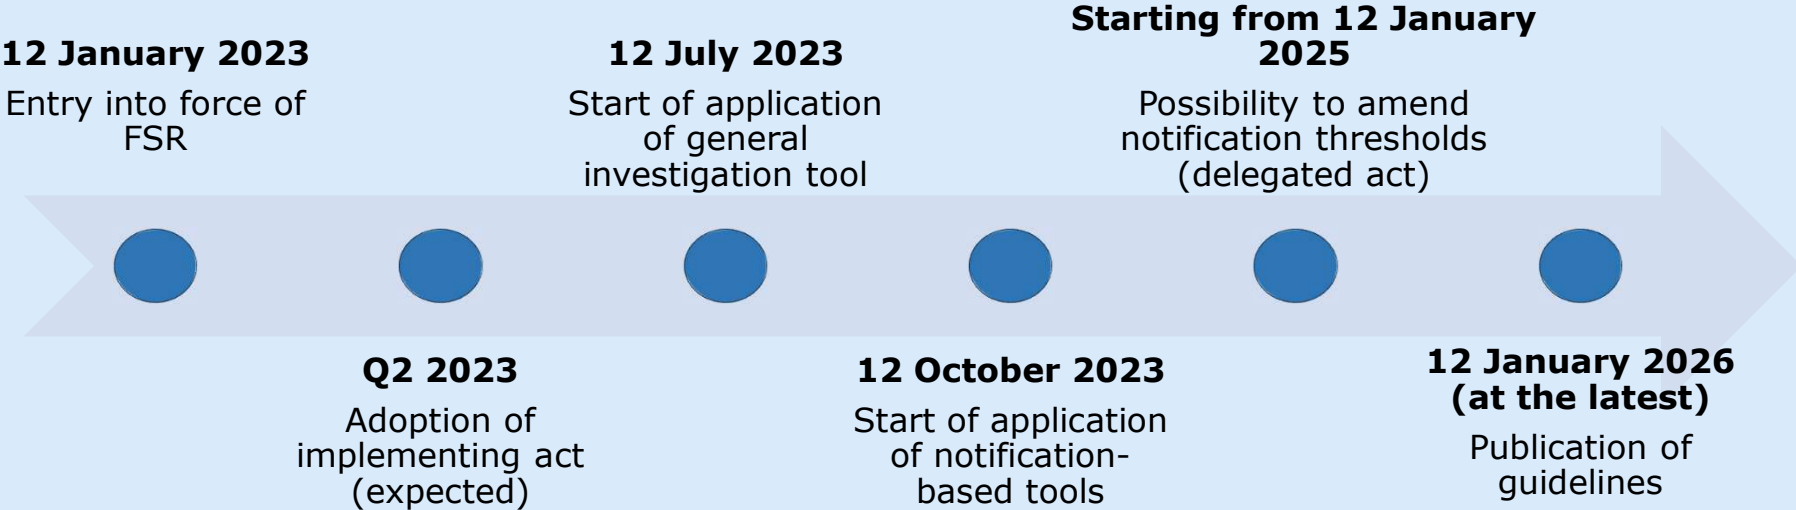 12 January 2023
Entry into force of
FSR
Q2 2023
Adoption of
implementing act
(expected)
12 July 2023
Start of application
of general
investigation tool
12 October 2023
Start of application
of notification-
based tools
Starting from 12 January
2025
Possibility to amend
notification thresholds
(delegated act)
12 January 2026
(at the latest)
Publication of
guidelines